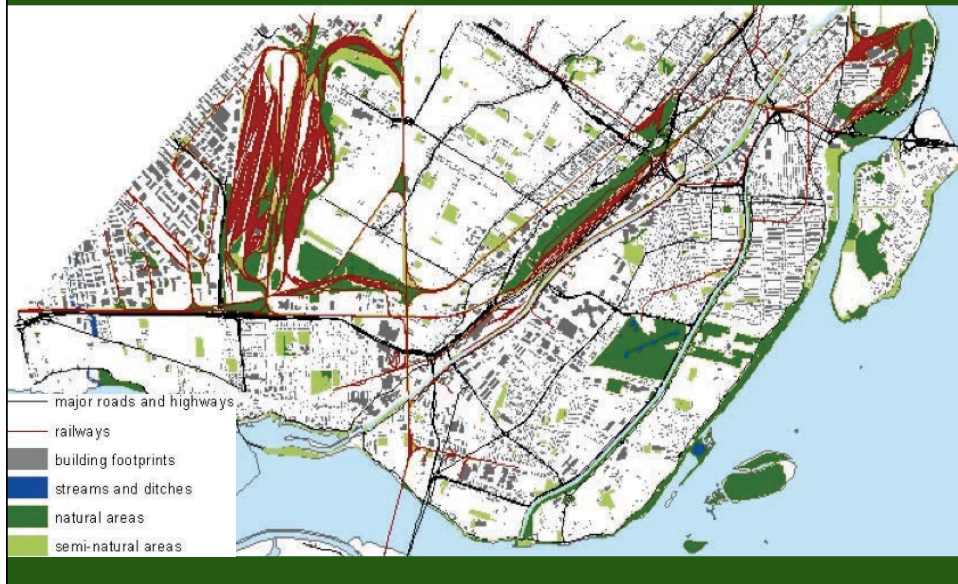 major roads and highways
railways
building footprints
streams and ditches
natural areas
semi-natural areas